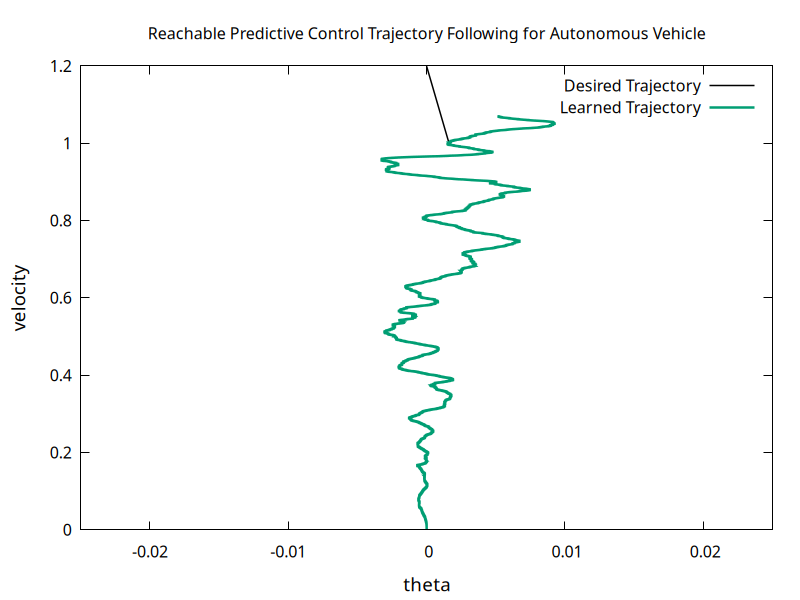 Reachable Predictive Control Trajectory Following for Autonomous Vehicle
1.2
Desired Trajectory
Learned Trajectory
1
0.8
0.6
0.4
0.2
0
velocity
-0.02
-0.01
0
0.01
0.02
theta